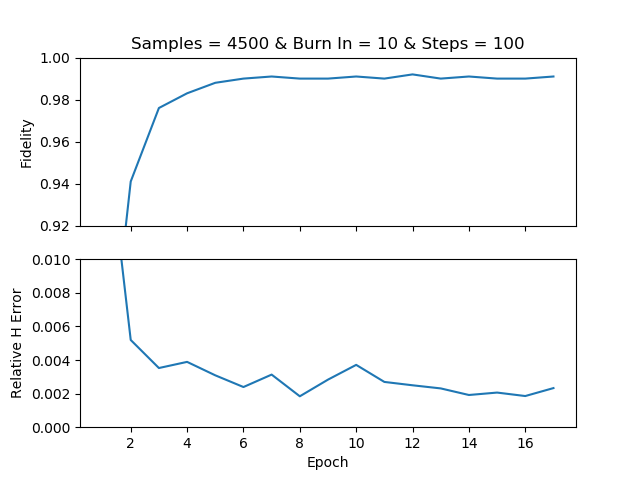 Samples = 4500 & Burn In = 10 & Steps = 100
1.00
0.98
0.96
0.94
0.92
Fidelity
0.010
0.008
0.006
0.004
0.002
0.000
Relative H Error
2 4 6 8 10 12 14 16
Epoch